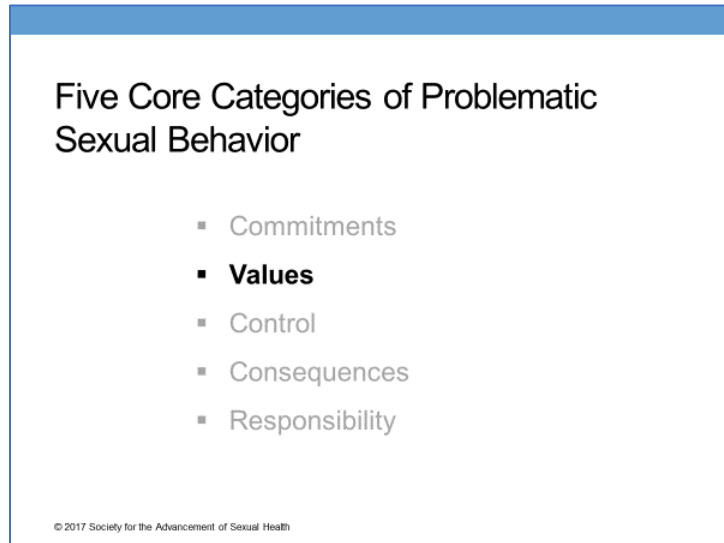 Five Core Categories of Problematic
Sexual Behavior
▪ Commitments
▪ Values
▪ Control
▪ Consequences
▪ Responsibility
© 2017 Society for the Advancement of Sexual Health